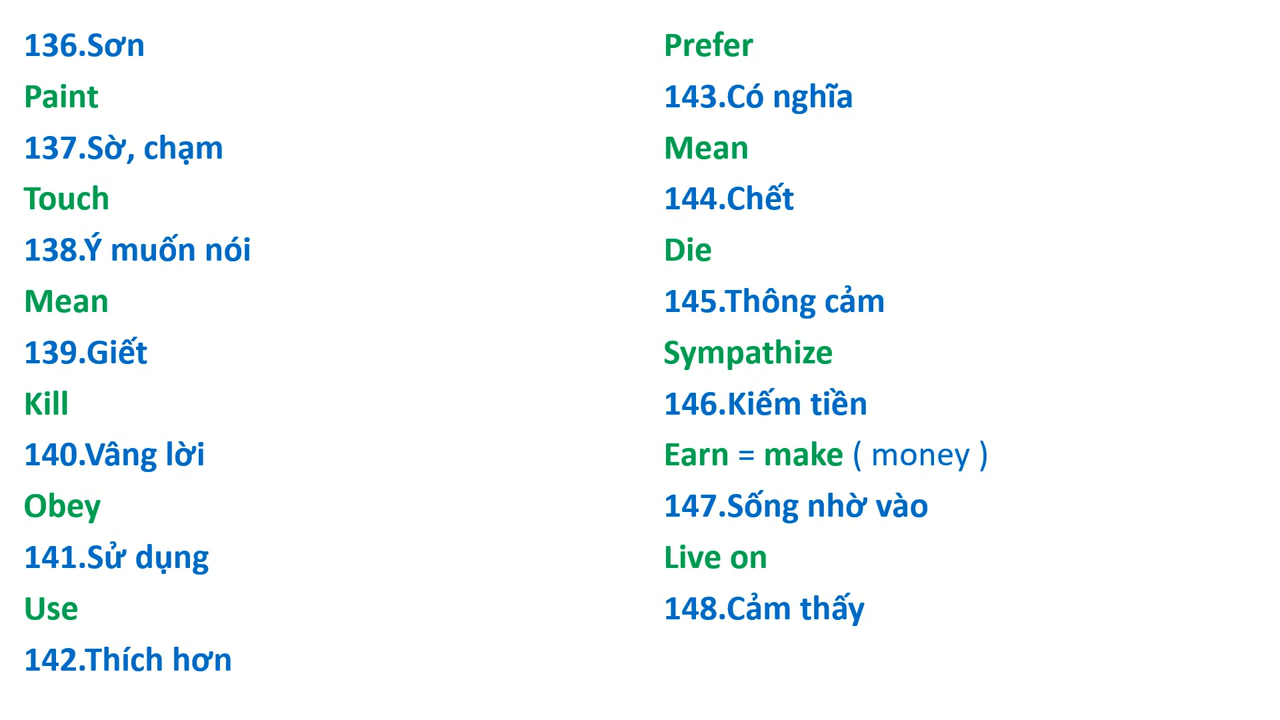 136.Sơn
Paint
137.Sờ, chạm
Touch
138.Ý muốn nói
Mean
139.Giết
Kill
140.Vâng lời
Obey
141.Sử dụng
Use
142.Thích hơn
Prefer
143.Có nghĩa
Mean
144.Chết
Die
145.Thông cảm
Sympathize
146.Kiếm tiền
Earn = make ( money )
147.Sống nhờ vào
Live on
148.Cảm thấy